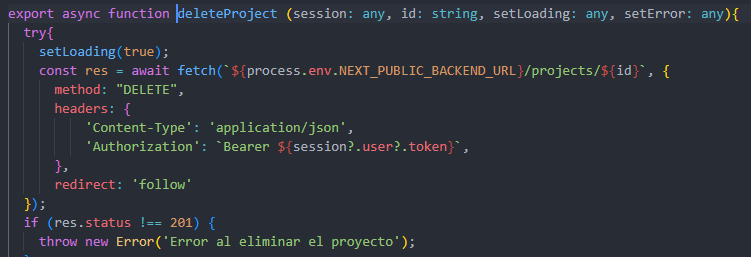 export async function deleteProject (session: any, id: string, setLoading: any, setError: any){
try{
setLoading(true);
const res = await fetch(`${process.env.NEXT_PUBLIC_BACKEND_URL}/projects/${id}`, {
method: "DELETE",
headers: {
'Content-Type': 'application/json',
'Authorization': `Bearer ${session?.user?.token}`,
},
redirect: 'follow'
});
if (res.status !== 201) {
throw new Error('Error al eliminar el proyecto');
}